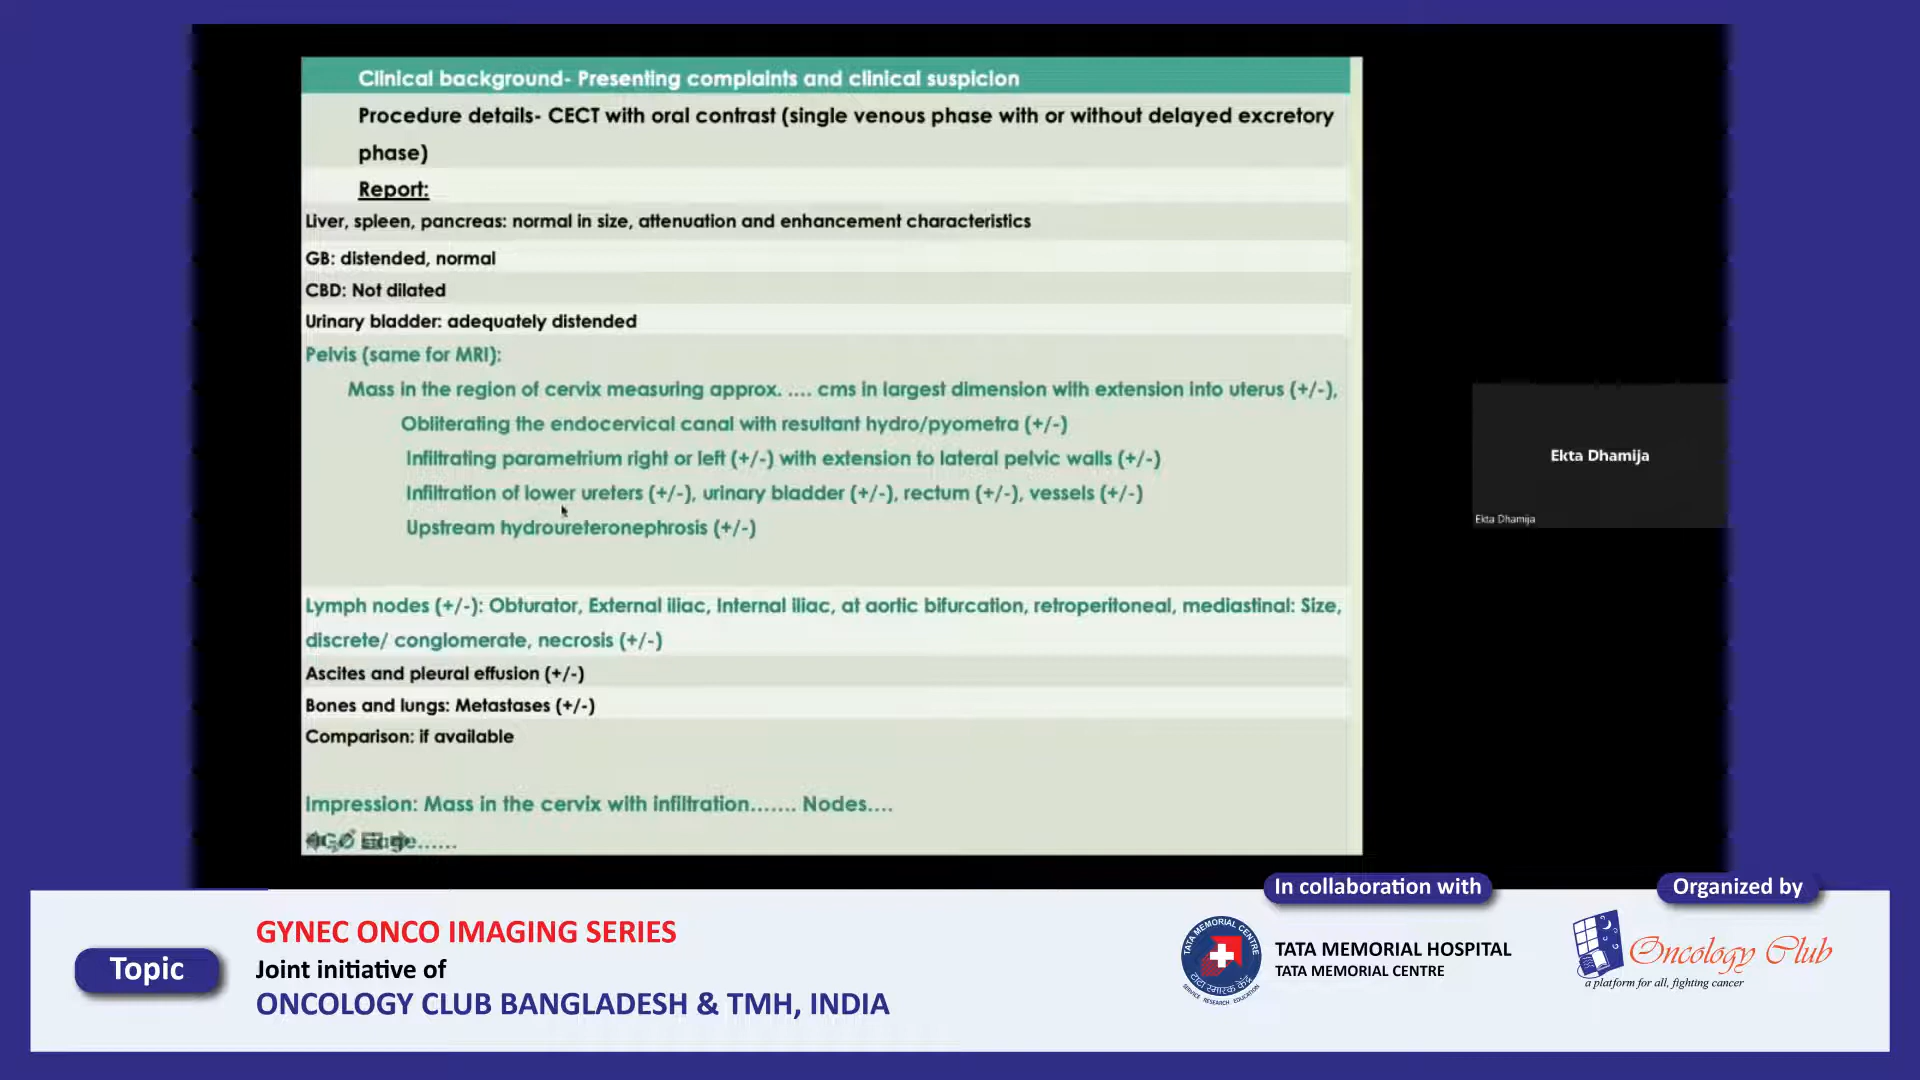 Clinical background- Presenting complaints and clinical suspicion
Procedure details- CECT with oral contrast (single venous phase with or without delayed excretory
phase)
Report:
Liver, spleen, pancreas: normal in size, attenuation and enhancement characteristics
GB: distended, normal
CBD: Not dilated
Urinary bladder: adequately distended
Pelvis (same for MRI):
Mass in the region of cervix measuring approx. .... cms in largest dimension with extension into uterus (+/-),
Obliterating the endocervical canal with resultant hydro/pyometra (+/-)
Infiltrating parametrium right or left (+/-) with extension to lateral pelvic walls (+/-)
Infiltration of lower ureters (+/-), urinary bladder (+/-), rectum (+/-), vessels (+/-)
Upstream hydroureteronephrosis (+/-)
Lymph nodes (+/-): Obturator, External iliac, Internal iliac, at aortic bifurcation, retroperitoneal, mediastinal: Size,
discrete/ conglomerate, necrosis (+/-)
Ascites and pleural effusion (+/-)
Bones and lungs: Metastases (+/-)
Comparison: if available
Impression: Mass in the cervix with infiltration....... Nodes....
Ekta Dhamija
Ekta Dhamija
Topic
GYNEC ONCO IMAGING SERIES
Joint initiative of
ONCOLOGY CLUB BANGLADESH & TMH, INDIA
In collaboration with
TATA MEMORIAL CENTRE
टाटा स्मारक केंद्र
SERVICE RESEARCH EDUCATION
TATA MEMORIAL HOSPITAL
TATA MEMORIAL CENTRE
Organized by
Oncology Club
a platform for all, fighting cancer